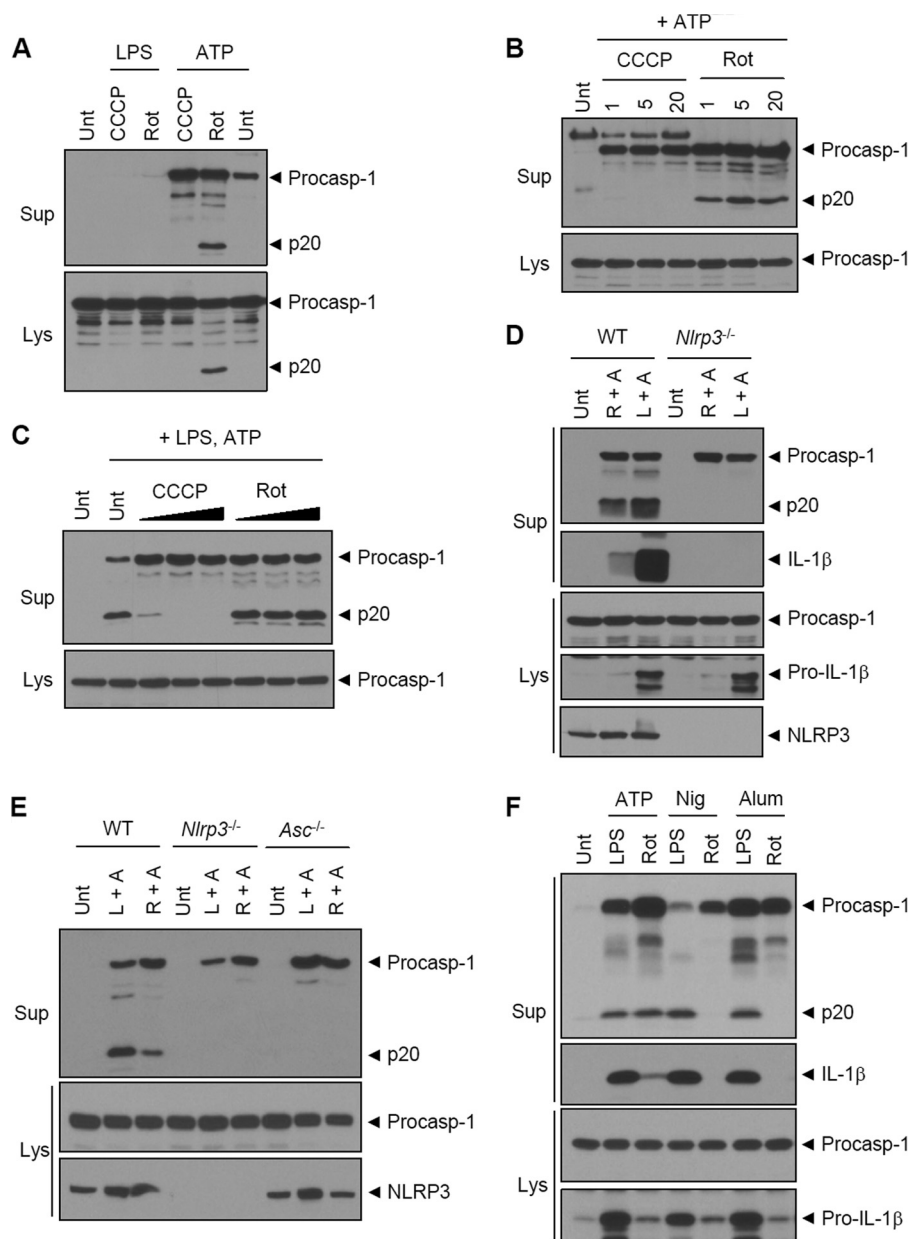 A
LPS ATP
Unt CCCP Rot CCCP Rot Unt
Sup
Procasp-1
p20
Lys
Procasp-1
p20
B
+ ATP
CCCP Rot
Unt 1 5 20 1 5 20
Sup
Procasp-1
p20
Lys
Procasp-1
C
+ LPS, ATP
CCCP Rot
Unt Unt
Sup
Procasp-1
p20
Lys
Procasp-1
D
WT Nlrp3-/-
Unt R + A L + A Unt R + A L + A
Sup
Procasp-1
p20
IL-1β
Lys
Procasp-1
Pro-IL-1β
NLRP3
E
WT Nlrp3-/- Asc-/-
Unt L + A R + A Unt L + A R + A Unt L + A R + A
Sup
Procasp-1
p20
Lys
Procasp-1
NLRP3
F
ATP Nig Alum
Unt LPS Rot LPS Rot LPS Rot
Sup
Procasp-1
p20
IL-1β
Lys
Procasp-1
Pro-IL-1β